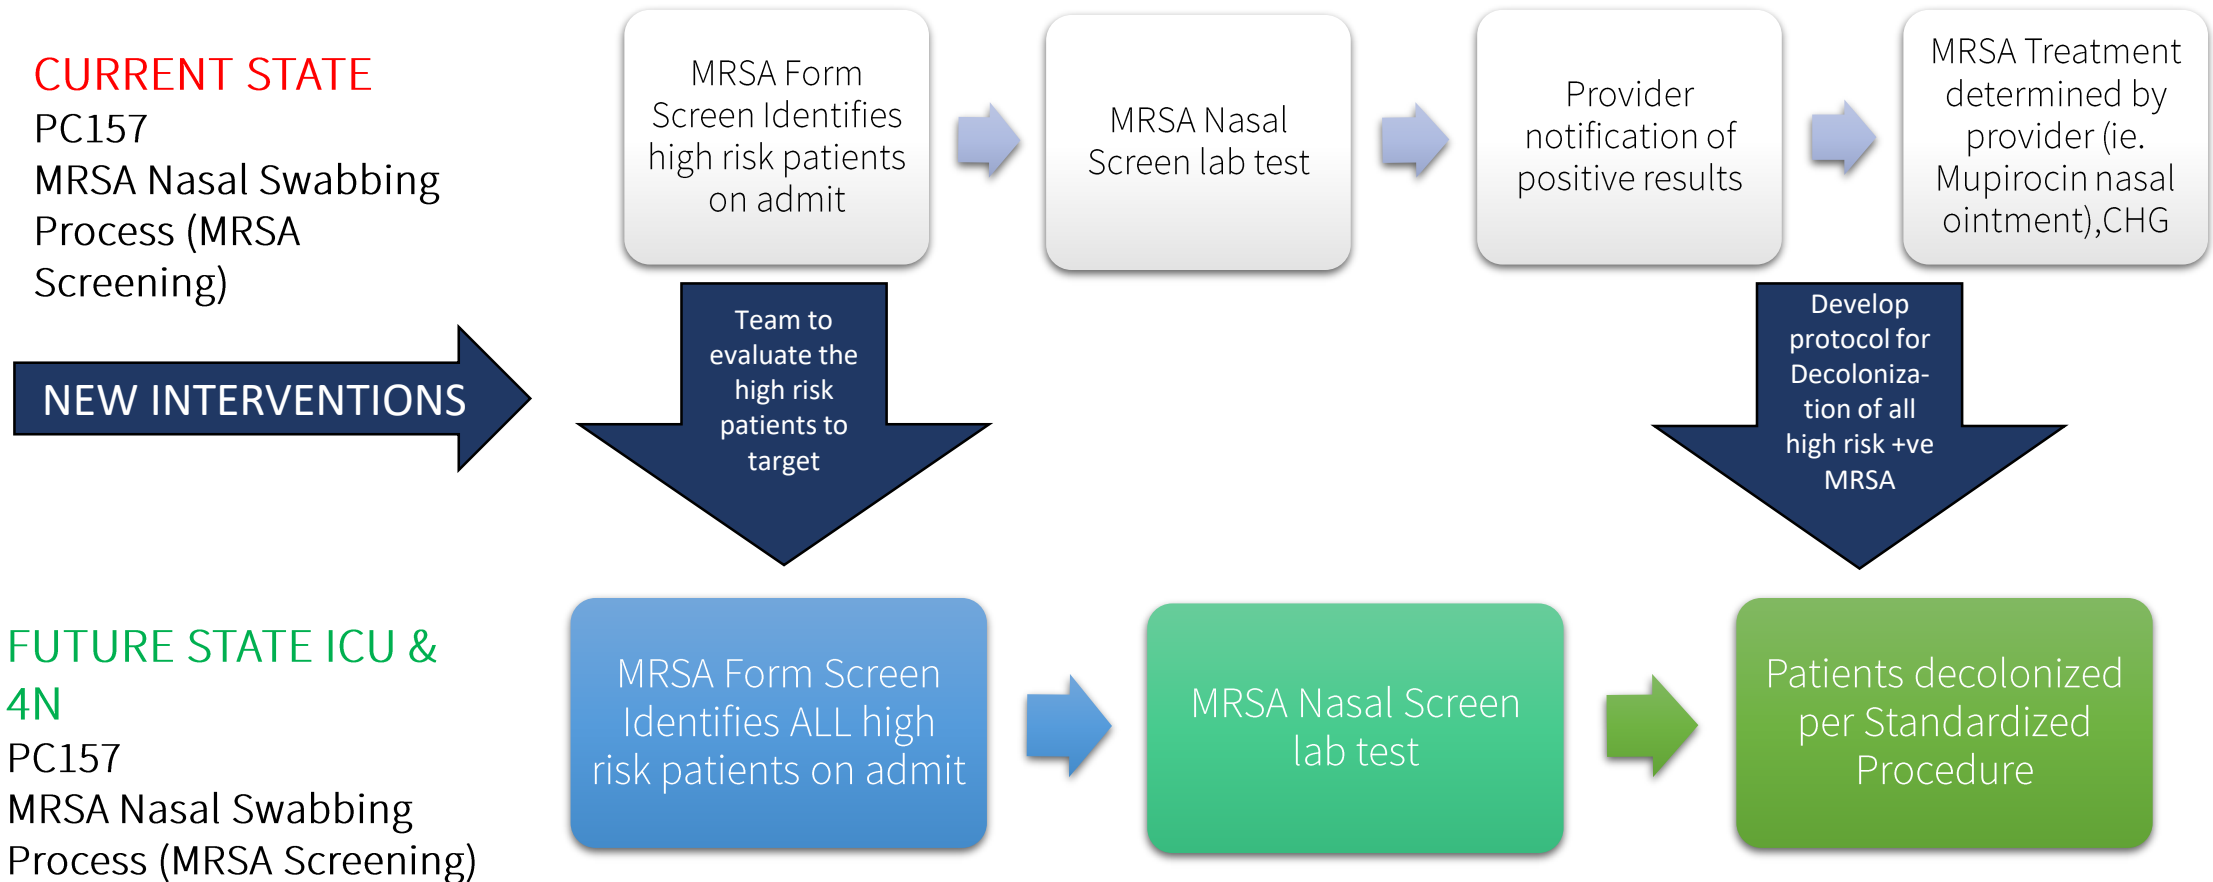 CURRENT STATE
PC157
MRSA Nasal Swabbing
Process (MRSA
Screening)
MRSA Form
Screen Identifies
high risk patients
on admit
MRSA Nasal
Screen lab test
Provider
notification of
positive results
MRSA Treatment
determined by
provider (ie.
Mupirocin nasal
ointment),CHG
NEW INTERVENTIONS
Team to
evaluate the
high risk
patients to
target
Develop
protocol for
Decoloniza-
tion of all
high risk +ve
MRSA
FUTURE STATE ICU &
4N
PC157
MRSA Nasal Swabbing
Process (MRSA Screening)
MRSA Form Screen
Identifies ALL high
risk patients on admit
MRSA Nasal Screen
lab test
Patients decolonized
per Standardized
Procedure